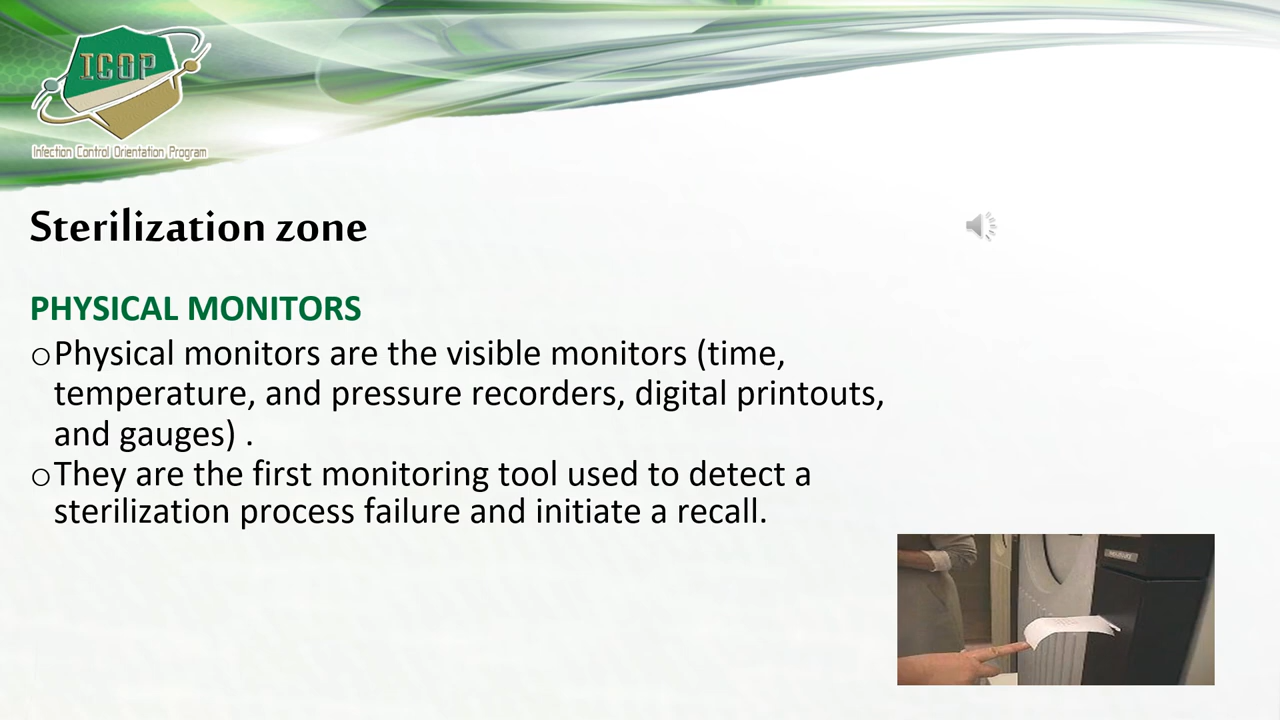 ICOP
Infection Control Orientation Program
Sterilization zone
PHYSICAL MONITORS
oPhysical monitors are the visible monitors (time,
temperature, and pressure recorders, digital printouts,
and gauges) .
oThey are the first monitoring tool used to detect a
sterilization process failure and initiate a recall.